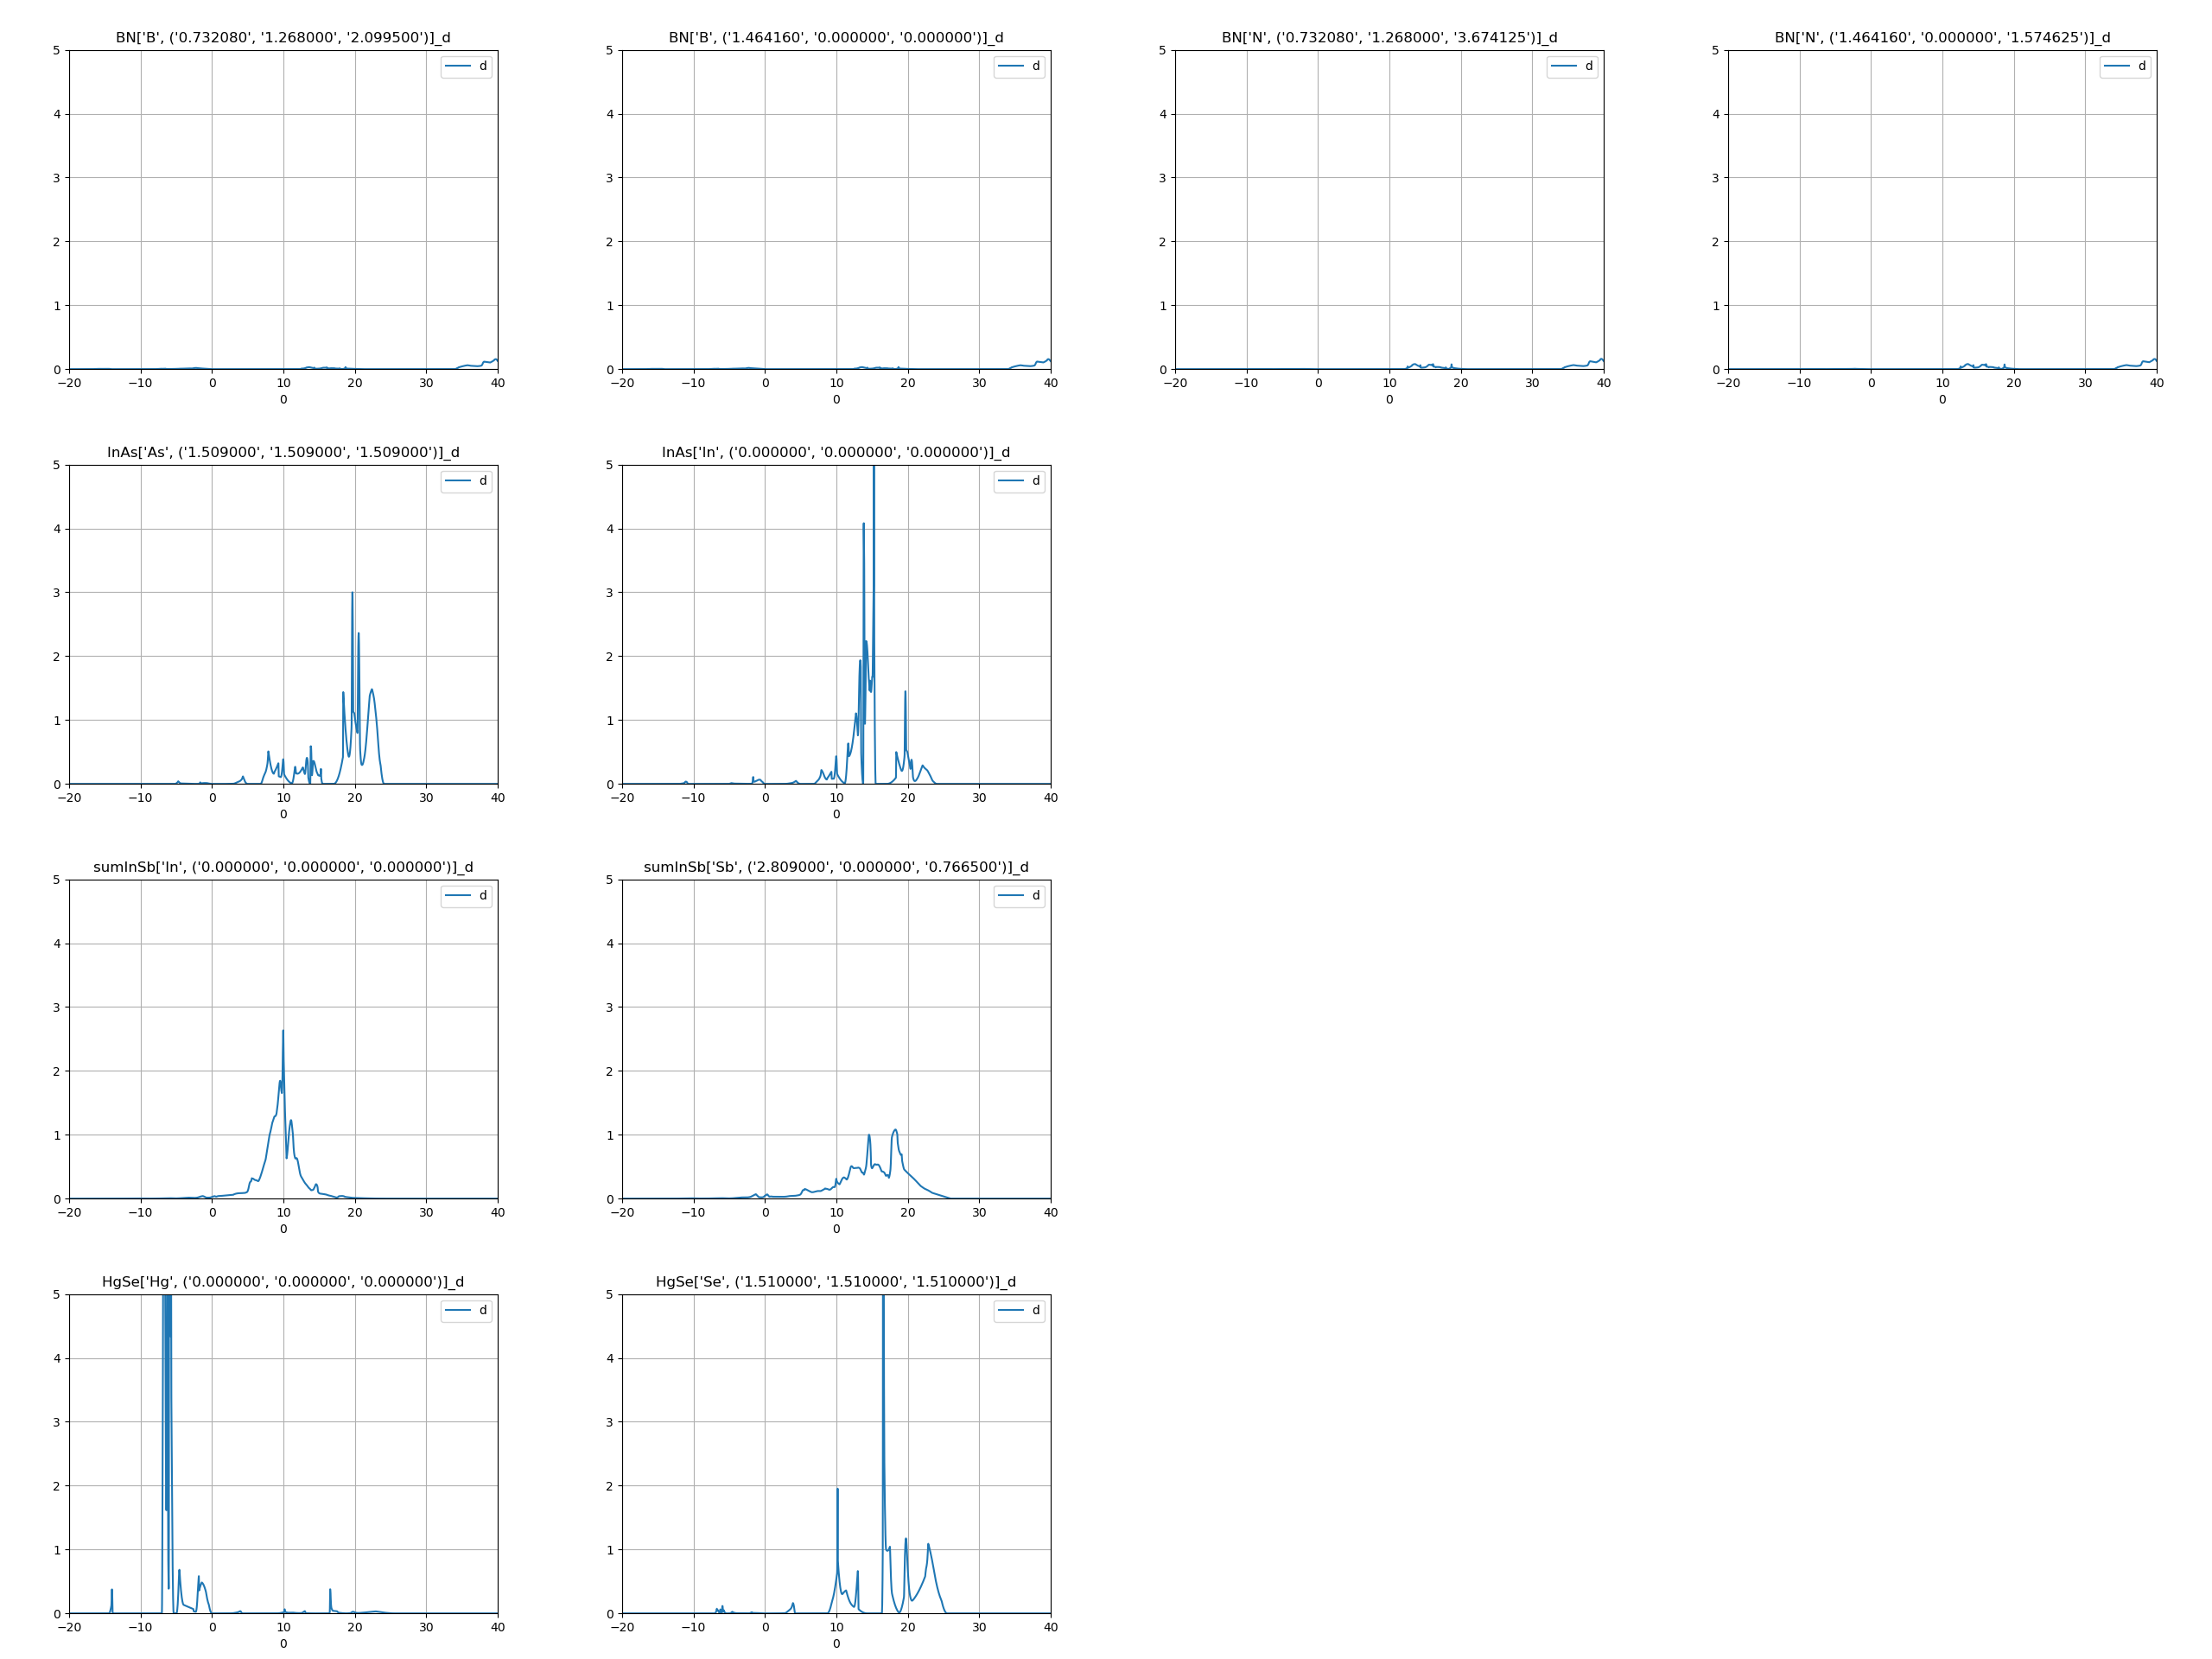 BN['B', ('0.732080', '1.268000', '2.099500')]_d
BN['B', ('1.464160', '0.000000', '0.000000')]_d
BN['N', ('0.732080', '1.268000', '3.674125')]_d
BN['N', ('1.464160', '0.000000', '1.574625')]_d
d
d
d
d
5
4
3
2
1
0
5
4
3
2
1
0
5
4
3
2
1
0
5
4
3
2
1
0
−20 −10 0 10 20 30 40
−20 −10 0 10 20 30 40
−20 −10 0 10 20 30 40
−20 −10 0 10 20 30 40
0
0
0
0
InAs['As', ('1.509000', '1.509000', '1.509000')]_d
InAs['In', ('0.000000', '0.000000', '0.000000')]_d
d
d
5
4
3
2
1
0
5
4
3
2
1
0
−20 −10 0 10 20 30 40
−20 −10 0 10 20 30 40
0
0
sumInSb['In', ('0.000000', '0.000000', '0.000000')]_d
sumInSb['Sb', ('2.809000', '0.000000', '0.766500')]_d
d
d
5
4
3
2
1
0
5
4
3
2
1
0
−20 −10 0 10 20 30 40
−20 −10 0 10 20 30 40
0
0
HgSe['Hg', ('0.000000', '0.000000', '0.000000')]_d
HgSe['Se', ('1.510000', '1.510000', '1.510000')]_d
d
d
5
4
3
2
1
0
5
4
3
2
1
0
−20 −10 0 10 20 30 40
−20 −10 0 10 20 30 40
0
0